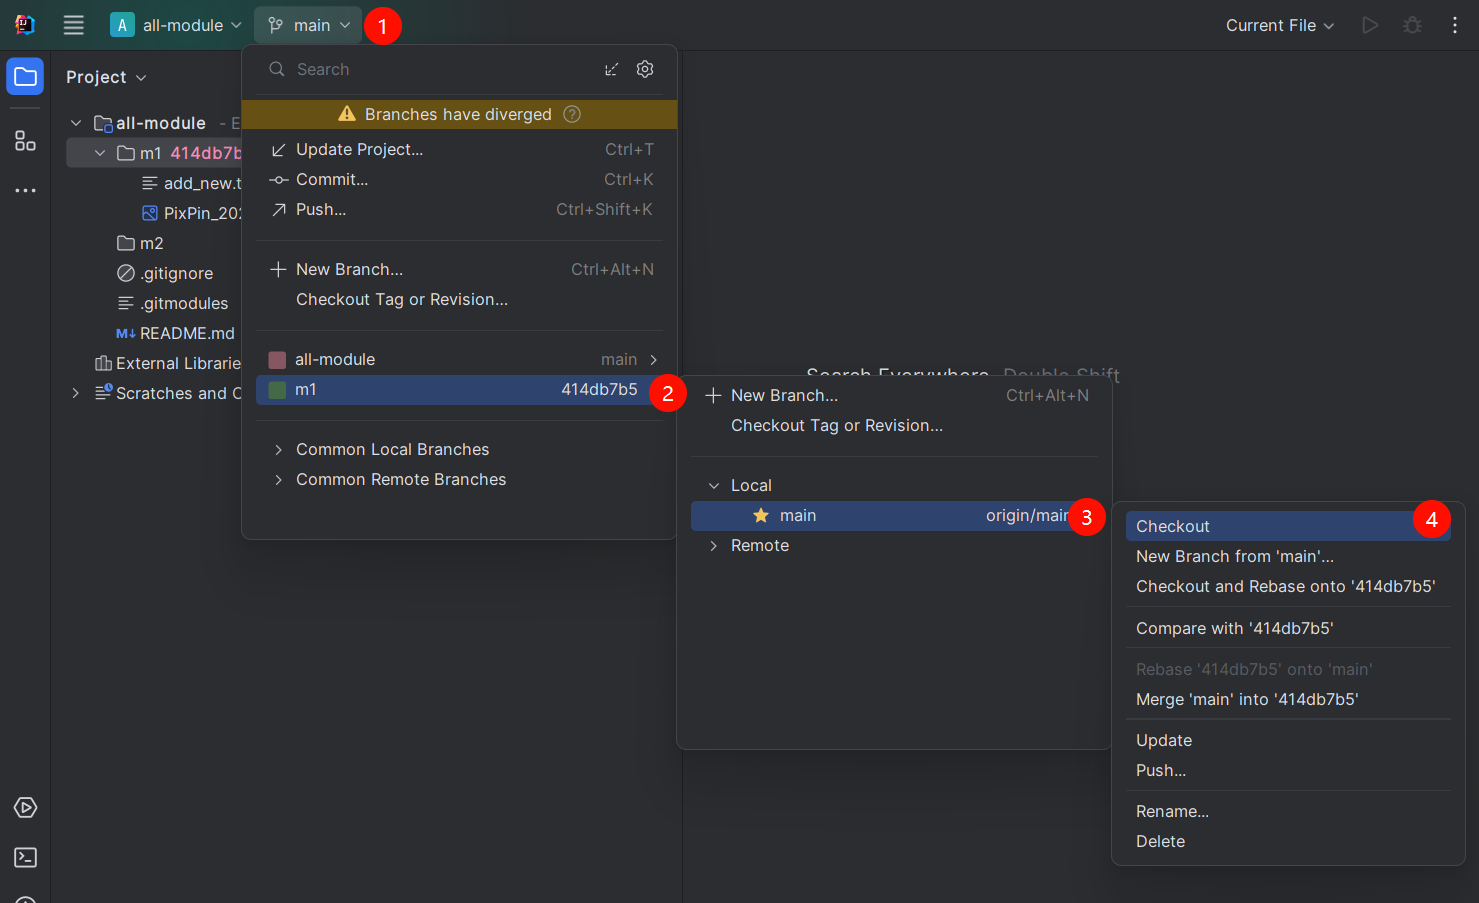 A all-module main 1 Current File
Project
Search
Branches have diverged ?
all-module - E
m1 414db7b
add_new.t
PixPin_202
m2
.gitignore
.gitmodules
README.md
External Librarie
Scratches and C
Update Project... Ctrl+T
Commit... Ctrl+K
Push... Ctrl+Shift+K
New Branch... Ctrl+Alt+N
Checkout Tag or Revision...
all-module main
m1 414db7b5 2
Common Local Branches
Common Remote Branches
Search Everywhere Double Shift
New Branch... Ctrl+Alt+N
Checkout Tag or Revision...
Local
main origin/main 3
Remote
Checkout 4
New Branch from 'main'...
Checkout and Rebase onto '414db7b5'
Compare with '414db7b5'
Rebase '414db7b5' onto 'main'
Merge 'main' into '414db7b5'
Update
Push...
Rename...
Delete